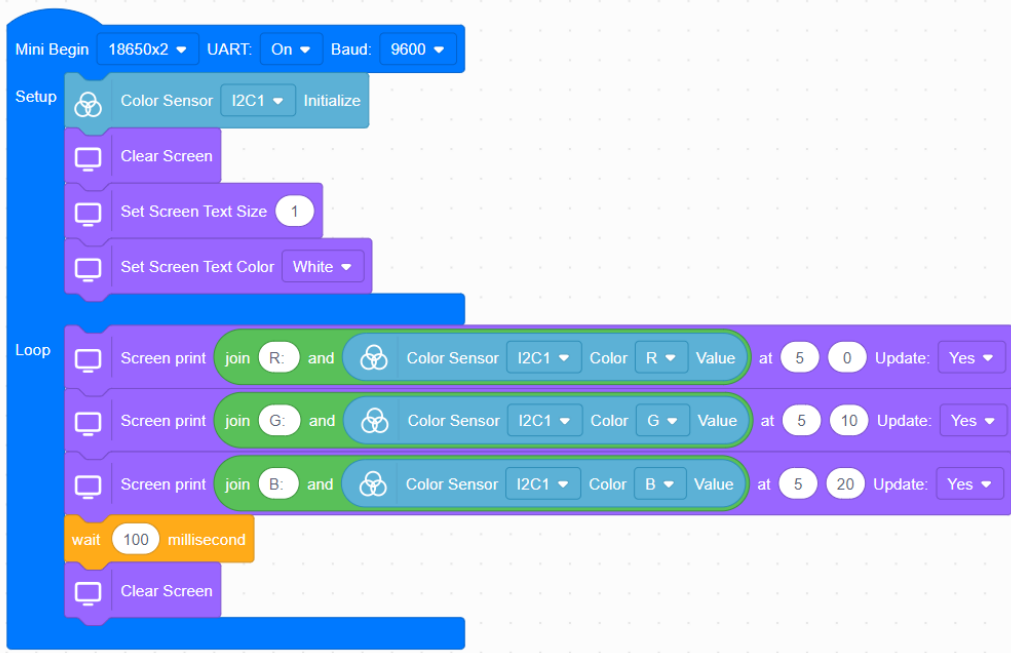 Mini Begin 18650x2 UART: On Baud: 9600
Setup
Color Sensor I2C1 Initialize
Clear Screen
Set Screen Text Size 1
Set Screen Text Color White
Loop
Screen print join R: and Color Sensor I2C1 Color R Value at 5 0 Update: Yes
Screen print join G: and Color Sensor I2C1 Color G Value at 5 10 Update: Yes
Screen print join B: and Color Sensor I2C1 Color B Value at 5 20 Update: Yes
wait 100 millisecond
Clear Screen